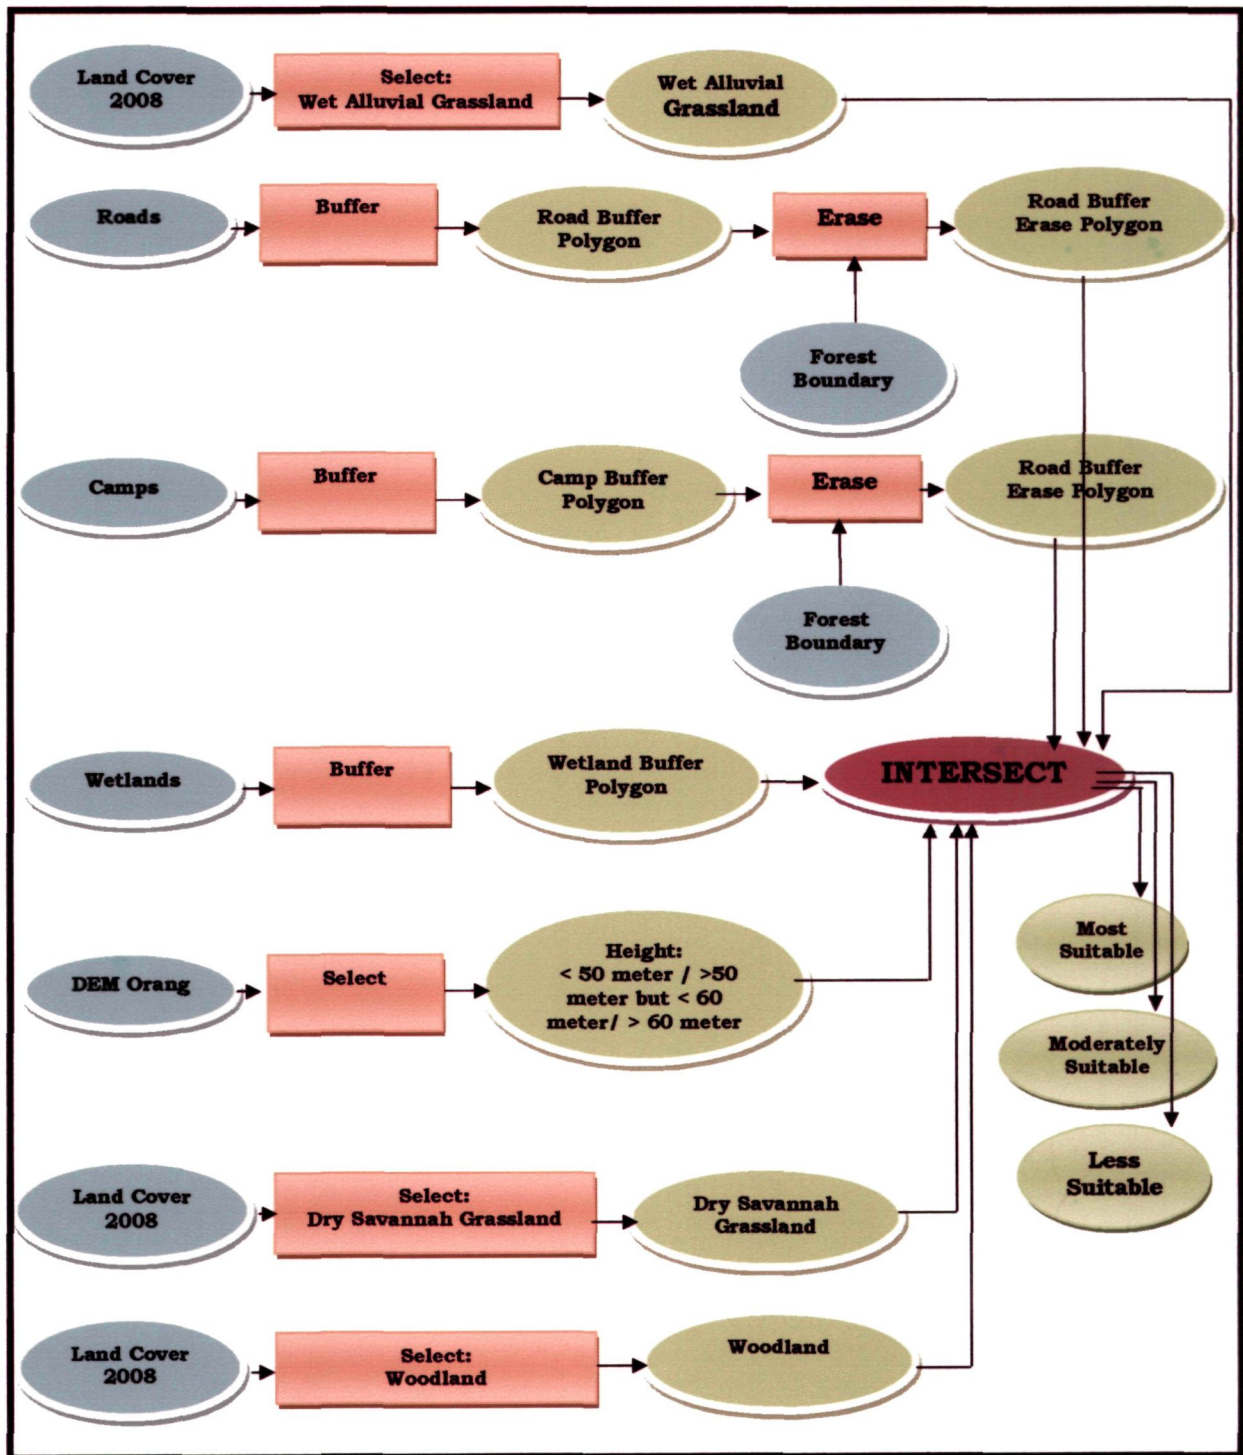 Land Cover
2008
Select:
Wet Alluvial Grassland
Wet Alluvial
Grassland
Roads
Buffer
Road Buffer
Polygon
Erase
Road Buffer
Erase Polygon
Forest
Boundary
Camps
Buffer
Camp Buffer
Polygon
Erase
Road Buffer
Erase Polygon
Forest
Boundary
Wetlands
Buffer
Wetland Buffer
Polygon
INTERSECT
Most
Suitable
Moderately
Suitable
Less
Suitable
DEM Orang
Select
Height:
< 50 meter / >50
meter but < 60
meter/ > 60 meter
Land Cover
2008
Select:
Dry Savannah Grassland
Dry Savannah
Grassland
Land Cover
2008
Select:
Woodland
Woodland